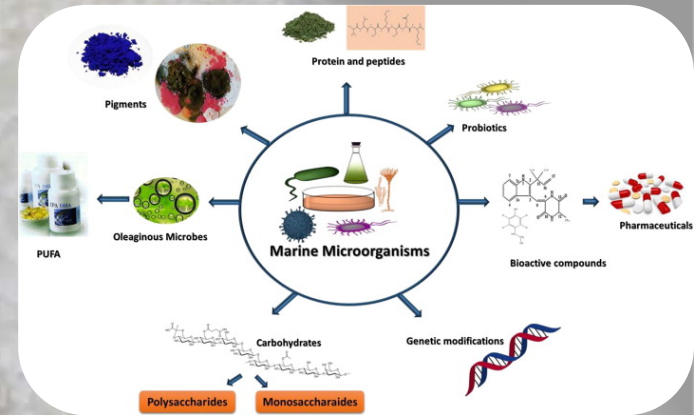 Protein and peptides
Pigments
Probiotics
Marine Microorganisms
Oleaginous Microbes
PUFA
Bioactive compounds
Pharmaceuticals
Carbohydrates
Genetic modifications
Polysaccharides
Monosaccharaides